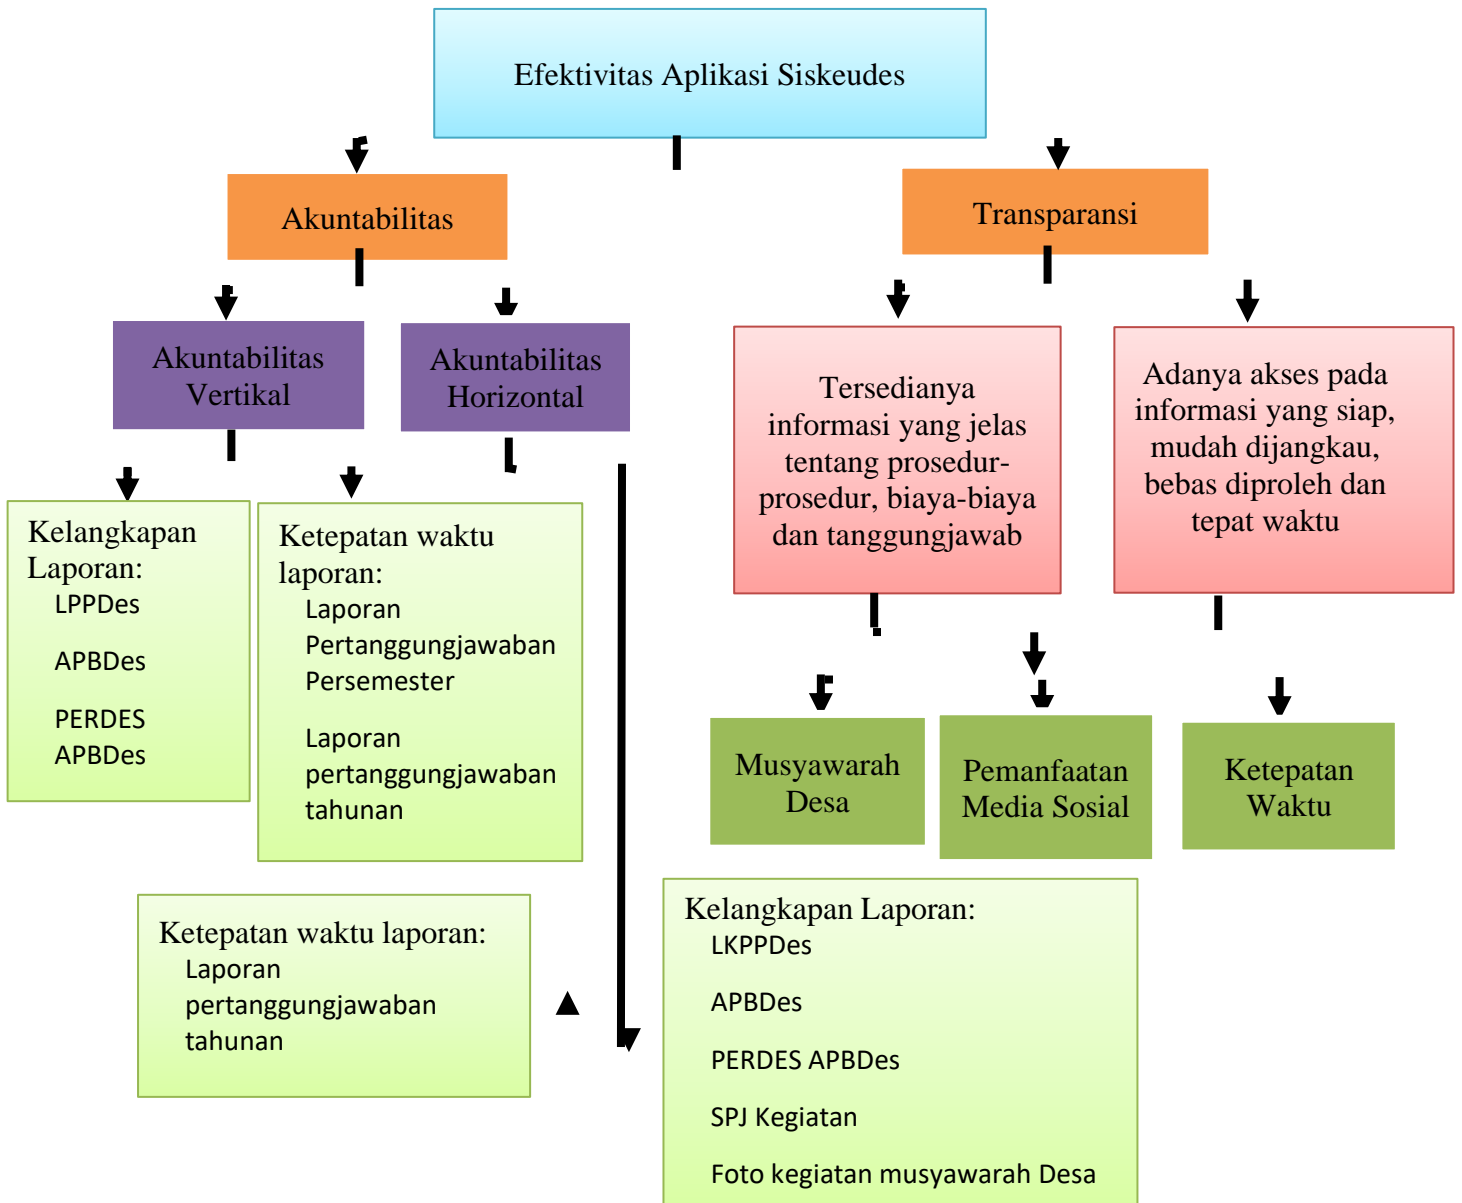 Efektivitas Aplikasi Siskeudes
Akuntabilitas
Transparansi
Akuntabilitas
Vertikal
Akuntabilitas
Horizontal
Tersedianya
informasi yang jelas
tentang prosedur-
prosedur, biaya-biaya
dan tanggungjawab
Adanya akses pada
informasi yang siap,
mudah dijangkau,
bebas diproleh dan
tepat waktu
Kelangkapan
Laporan:
LPPDes
APBDes
PERDES
APBDes
Ketepatan waktu
laporan:
Laporan
Pertanggungjawaban
Persemester
Laporan
pertanggungjawaban
tahunan
Musyawarah
Desa
Pemanfaatan
Media Sosial
Ketepatan
Waktu
Ketepatan waktu laporan:
Laporan
pertanggungjawaban
tahunan
Kelangkapan Laporan:
LKPPDes
APBDes
PERDES APBDes
SPJ Kegiatan
Foto kegiatan musyawarah Desa